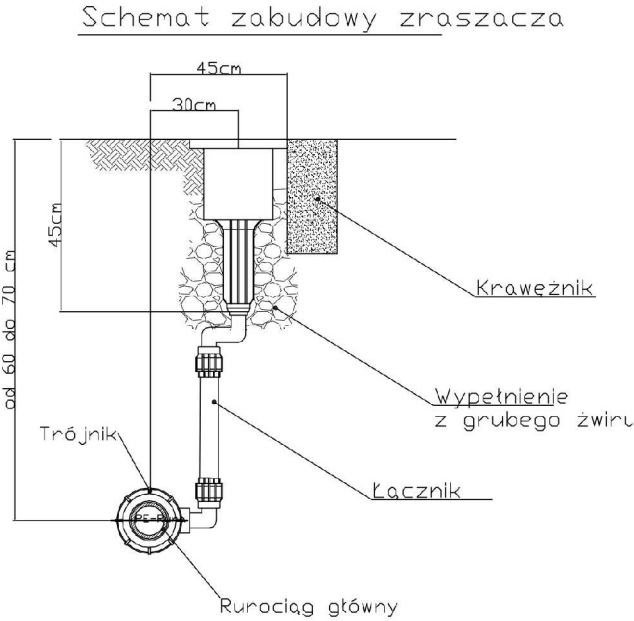 Schemat zabudowy zraszacza
45cm
30cm
45cm
od 60 do 70 cm
Krawężnik
Wypełnienie
z grubego żwiru
Trójnik
Łącznik
Rurociąg główny